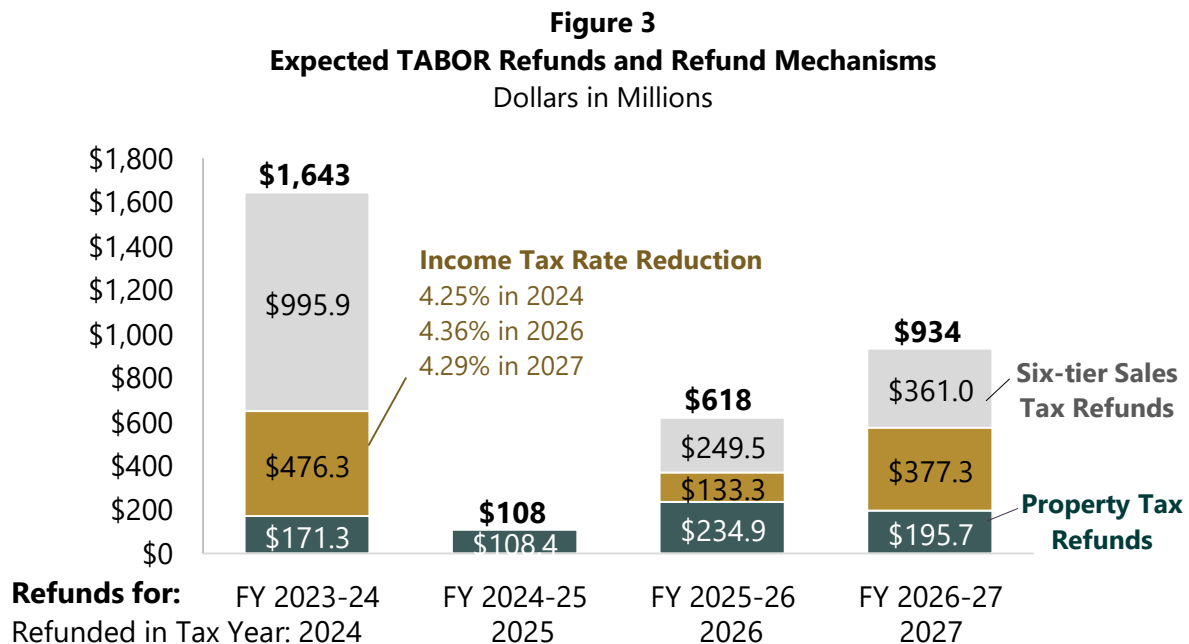 Figure 3
Expected TABOR Refunds and Refund Mechanisms
Dollars in Millions
$1,800
$1,600
$1,400
$1,200
$1,000
$800
$600
$400
$200
$0
$1,643
$995.9
$476.3
$171.3
Income Tax Rate Reduction
4.25% in 2024
4.36% in 2026
4.29% in 2027
$108
$108.4
$618
$249.5
$133.3
$234.9
$934
$361.0
$377.3
$195.7
Six-tier Sales
Tax Refunds
Property Tax
Refunds
Refunds for: FY 2023-24 FY 2024-25 FY 2025-26 FY 2026-27
Refunded in Tax Year: 2024 2025 2026 2027